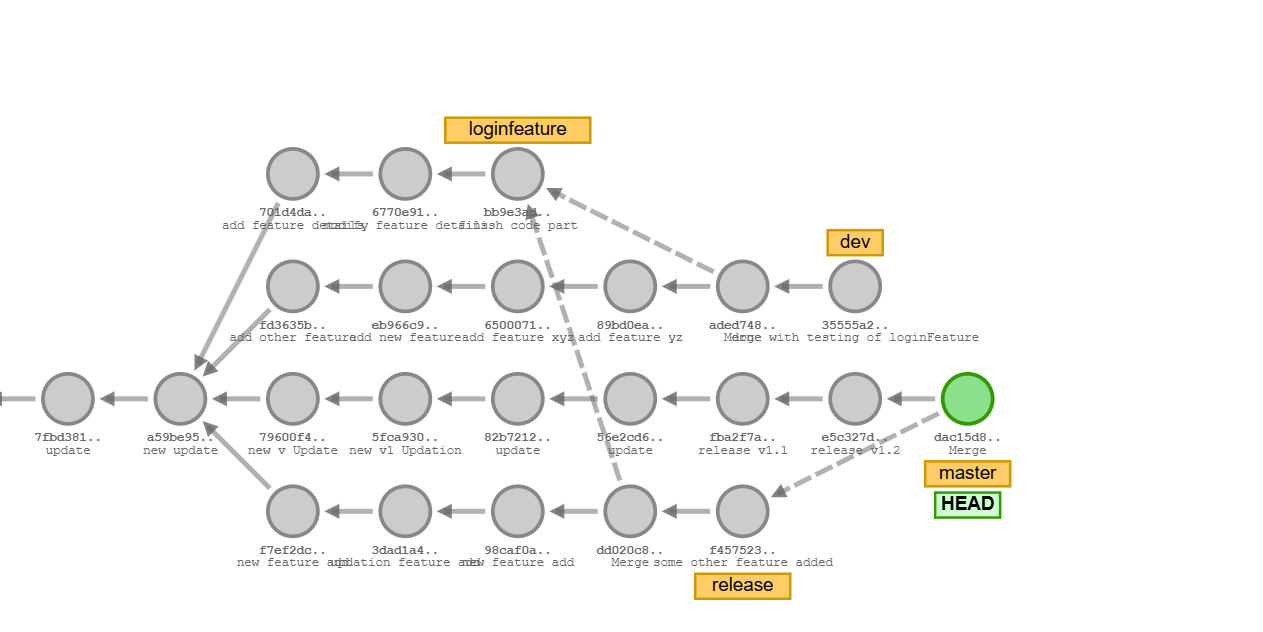 loginfeature
701d4da.. 6770e91.. bb9e3ad..
add feature details modify feature details finish code part
dev
fd3635b.. eb966c9.. 6500071.. 89bd0ea.. aded748.. 35555a2..
add other feature add new feature add feature xyz add feature yz Merge done with testing of loginFeature
7fbd381.. a59be95.. 79600f4.. 5fca930.. 82b7212.. 56e2cd6.. fba2f7a.. e5c327d.. dac15d8..
update new update new v Update new v1 Updation update update release v1.1 release v1.2 Merge
master
HEAD
f7ef2dc.. 3dad1a4.. 98caf0a.. dd020c8.. f457523..
new feature add updation feature add new feature add Merge some other feature added
release